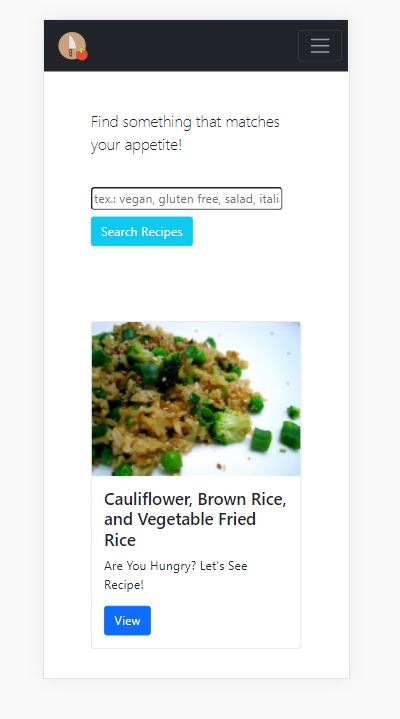 Find something that matches
your appetite!
tex.: vegan, gluten free, salad, itali
Search Recipes
Cauliflower, Brown Rice,
and Vegetable Fried
Rice
Are You Hungry? Let's See
Recipe!
View